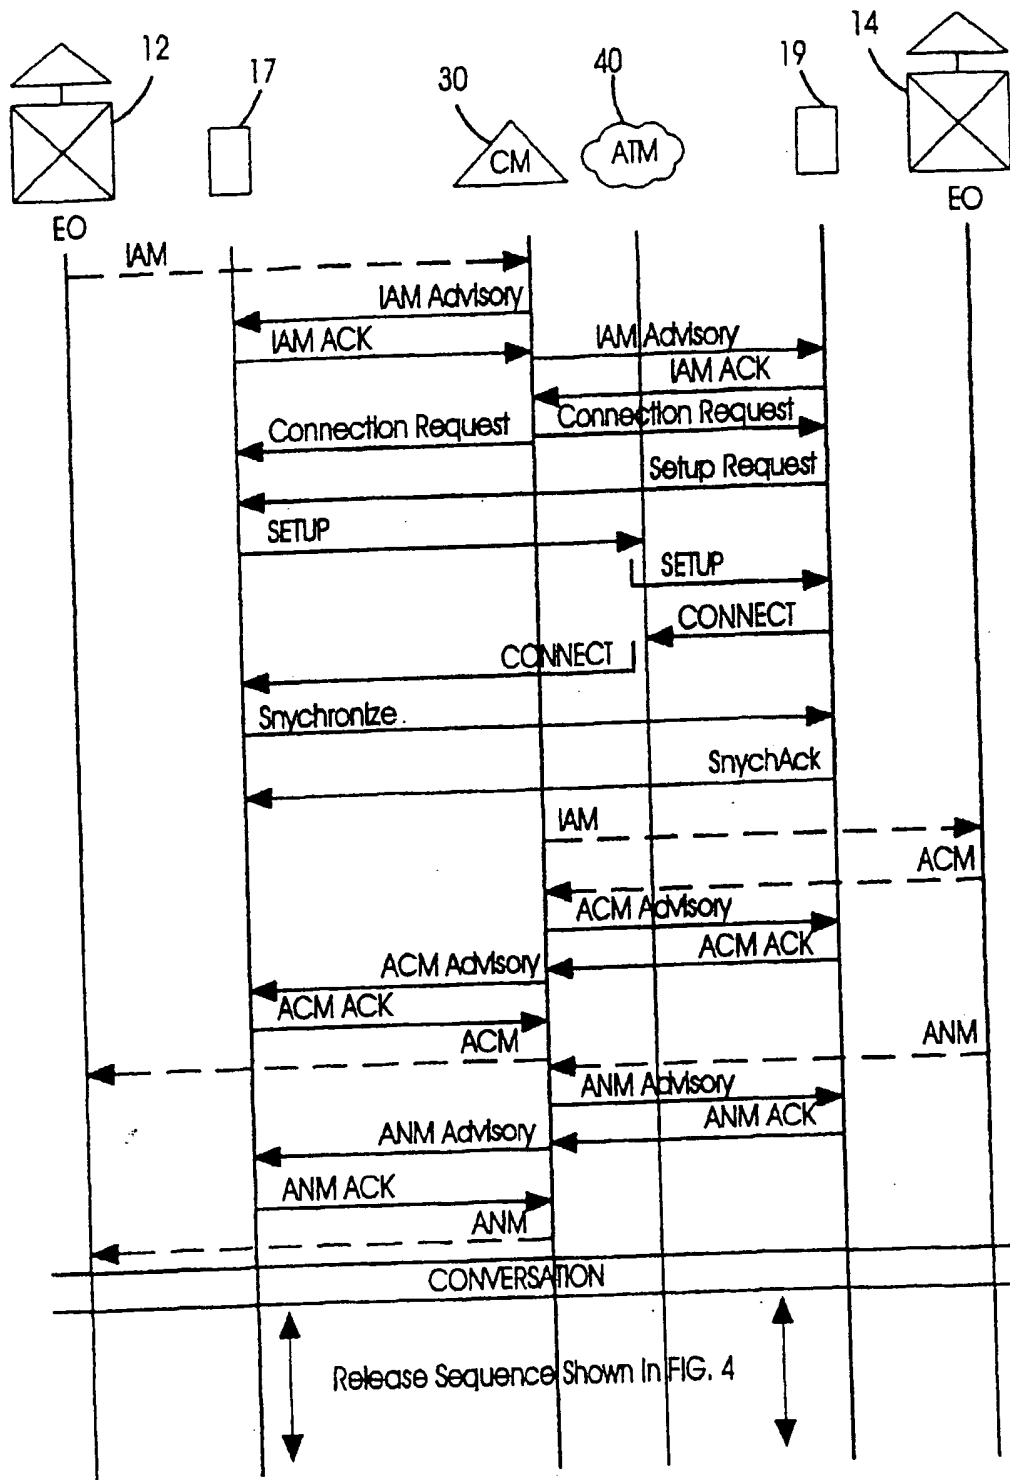 12
17
30
40
19
14
CM
ATM
EO
EO
IAM
IAM Advisory
IAM ACK
IAM Advisory
IAM ACK
Connection Request
Connection Request
Setup Request
SETUP
SETUP
CONNECT
CONNECT
Snychronize
SnychAck
IAM
ACM
ACM Advisory
ACM ACK
ACM Advisory
ACM ACK
ACM
ANM
ANM Advisory
ANM ACK
ANM Advisory
ANM ACK
ANM
CONVERSATION
Release Sequence Shown In FIG. 4